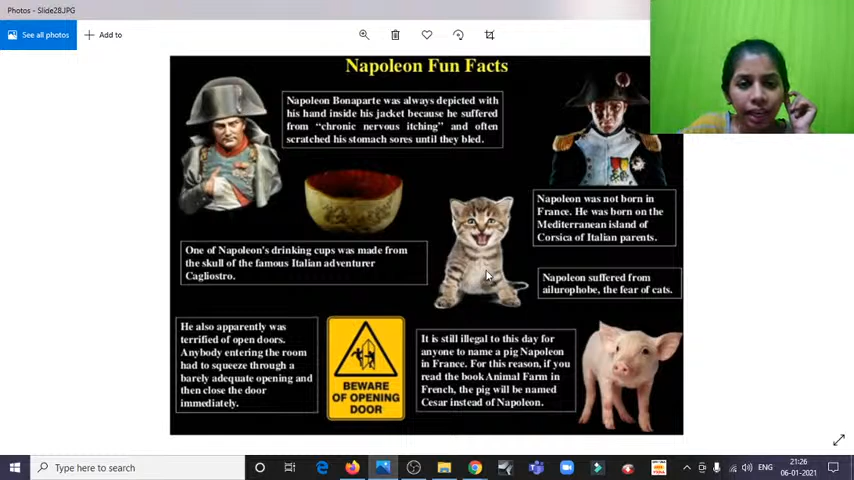 Photos - Slide28.JPG
See all photos
Add to
Napoleon Fun Facts
Napoleon Bonaparte was always depicted with
his hand inside his jacket because he suffered
from “chronic nervous itching” and often
scratched his stomach sores until they bled.
Napoleon was not born in
France. He was born on the
Mediterranean island of
Corsica of Italian parents.
One of Napoleon's drinking cups was made from
the skull of the famous Italian adventurer
Cagliostro.
Napoleon suffered from
ailurophobe, the fear of cats.
He also apparently was
terrified of open doors.
Anybody entering the room
had to squeeze through a
barely adequate opening and
then close the door
immediately.
BEWARE
OF OPENING
DOOR
It is still illegal to this day for
anyone to name a pig Napoleon
in France. For this reason, if you
read the book Animal Farm in
French, the pig will be named
Cesar instead of Napoleon.
Type here to search
ENG
21:26
06-01-2021